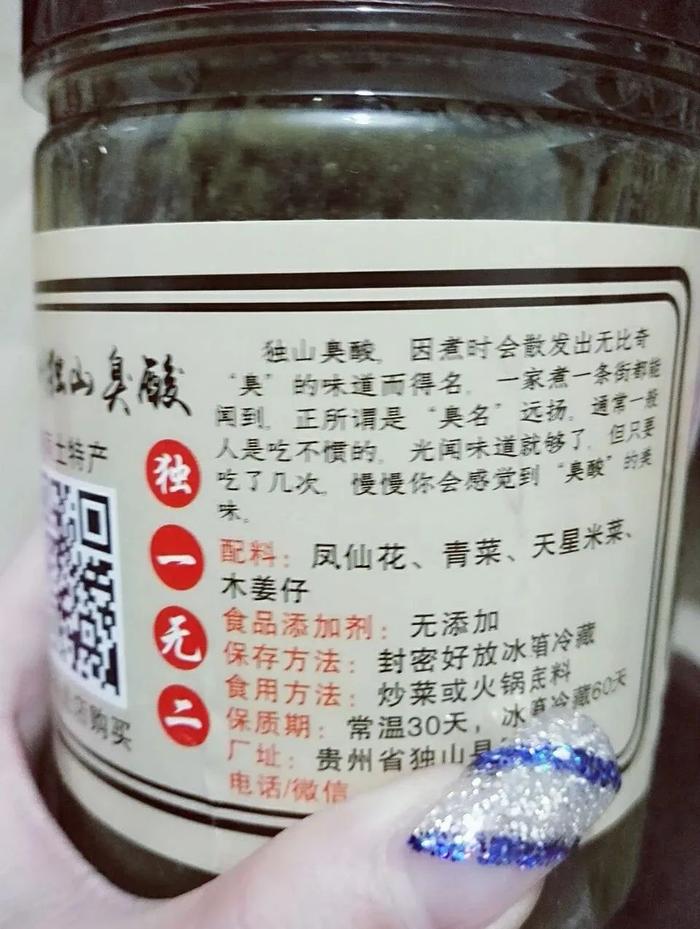 独山臭酸
土特产
购买
独一无二
独山臭酸,因煮时会散发出无比奇
“臭”的味道而得名,一家煮一条街都能
闻到,正所谓是“臭名”远扬。通常一般
人是吃不惯的,光闻味道就够了,但只要
吃了几次,慢慢你会感觉到“臭酸”的美
味。
配料:凤仙花、青菜、天星米菜、
木姜仔
食品添加剂:无添加
保存方法:封密好放冰箱冷藏
食用方法:炒菜或火锅底料
保质期:常温30天,冰箱冷藏60天
厂址:贵州省独山县
电话/微信